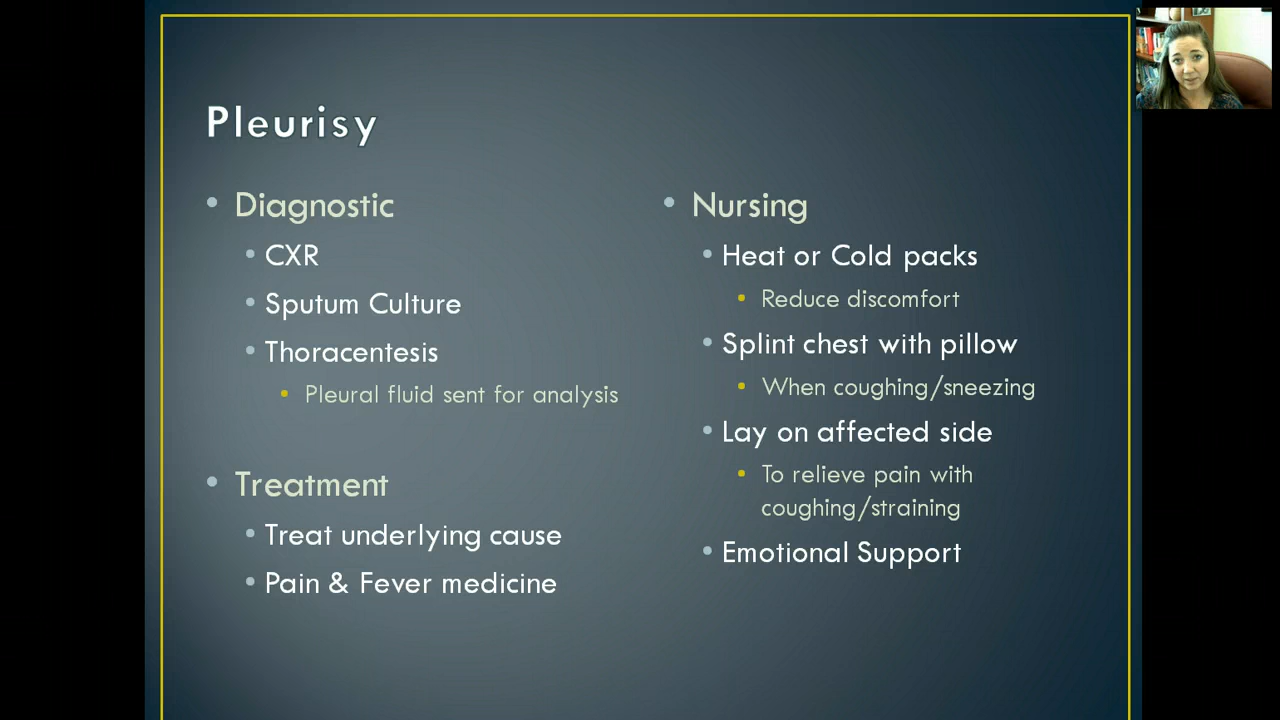 Pleurisy
• Diagnostic
• CXR
• Sputum Culture
• Thoracentesis
• Pleural fluid sent for analysis
• Treatment
• Treat underlying cause
• Pain & Fever medicine
• Nursing
• Heat or Cold packs
• Reduce discomfort
• Splint chest with pillow
• When coughing/sneezing
• Lay on affected side
• To relieve pain with
coughing/straining
• Emotional Support